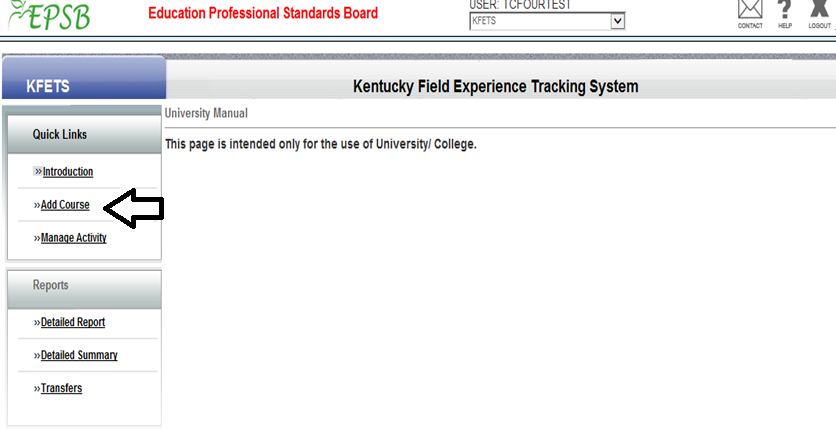 EPSB
Education Professional Standards Board
USER: TCFOURTEST
KFETS
CONTACT
HELP
LOGOUT
KFETS
Kentucky Field Experience Tracking System
University Manual
This page is intended only for the use of University/ College.
Quick Links
»Introduction
»Add Course
»Manage Activity
Reports
»Detailed Report
»Detailed Summary
»Transfers